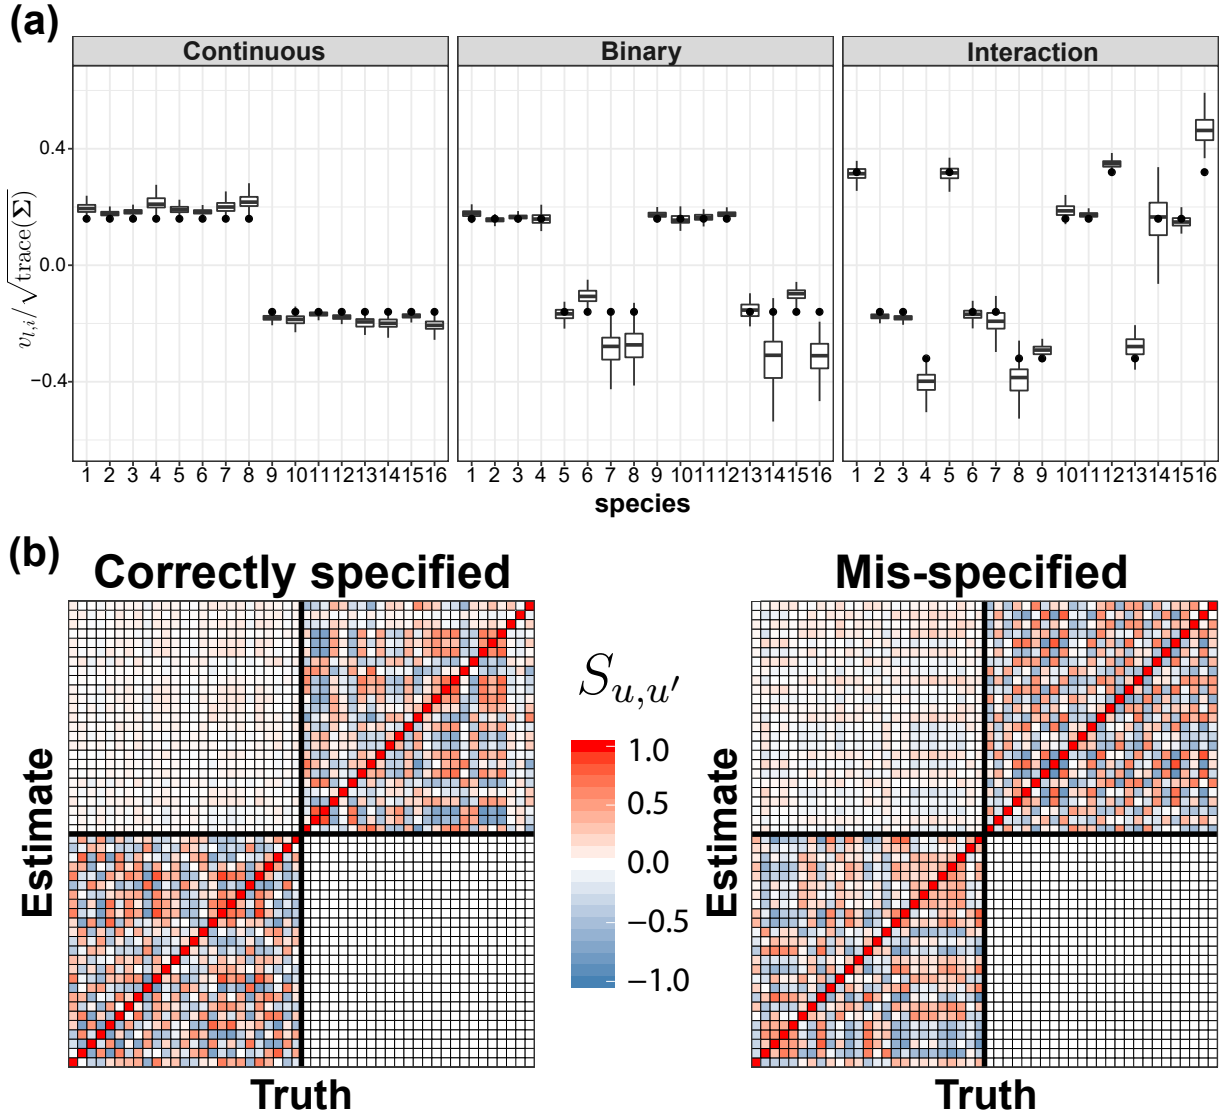 (a)
Continuous Binary Interaction
v_{l,i}/√trace(Σ)
0.4
0.0
−0.4
1 2 3 4 5 6 7 8 9 10 11 12 13 14 15 16
1 2 3 4 5 6 7 8 9 10 11 12 13 14 15 16
1 2 3 4 5 6 7 8 9 10 11 12 13 14 15 16
species
(b)
Correctly specified
Mis-specified
Estimate
Truth
S_{u,u'}
1.0
0.5
0.0
−0.5
−1.0
Estimate
Truth